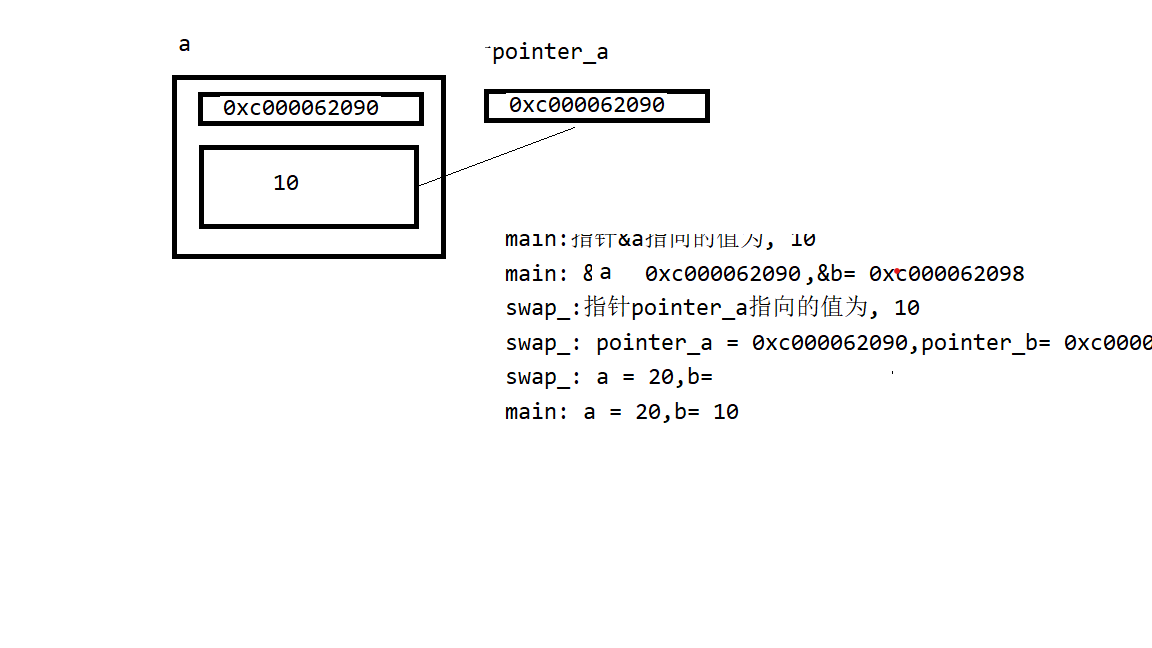 a
pointer_a
0xc000062090
0xc000062090
10
main:指针&a指向的值为, 10
main: &a 0xc000062090,&b= 0xc000062098
swap_:指针pointer_a指向的值为, 10
swap_: pointer_a = 0xc000062090,pointer_b= 0xc0000
swap_: a = 20,b=
main: a = 20,b= 10